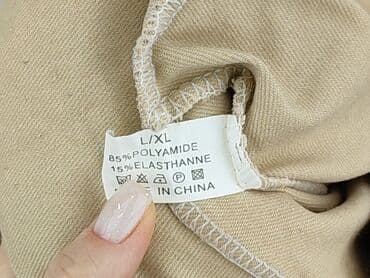 L/XL
85% POLYAMIDE
15% ELASTHANNE
IN CHINA